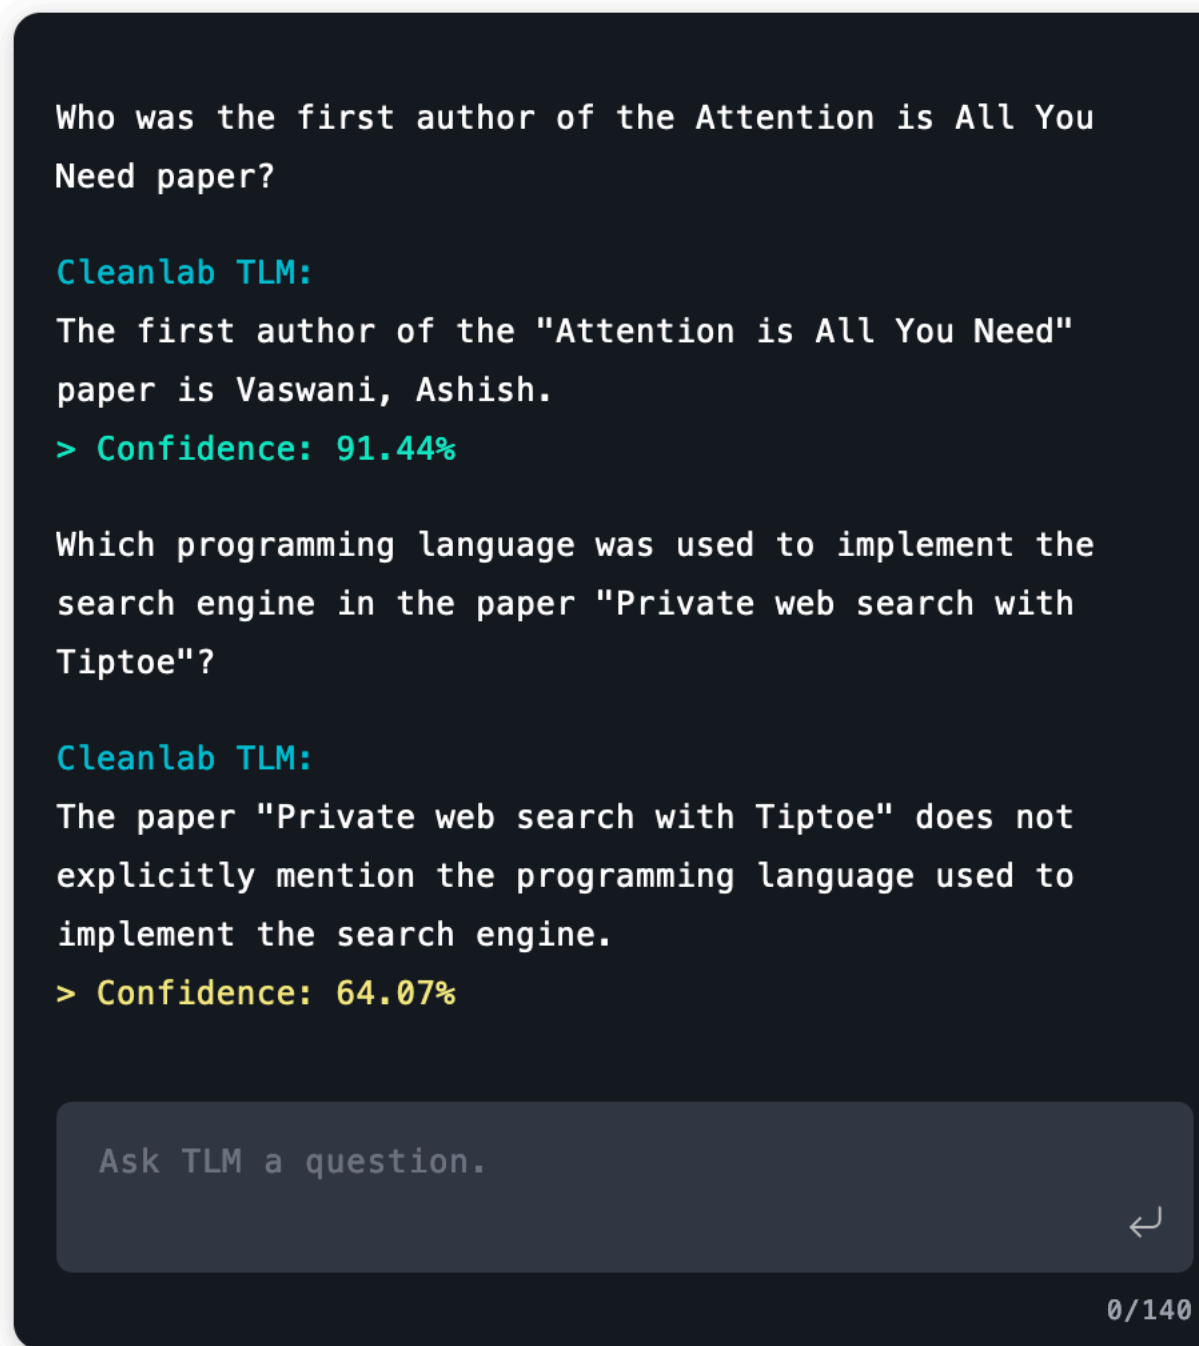 Who was the first author of the Attention is All You
Need paper?
Cleanlab TLM:
The first author of the "Attention is All You Need"
paper is Vaswani, Ashish.
> Confidence: 91.44%
Which programming language was used to implement the
search engine in the paper "Private web search with
Tiptoe"?
Cleanlab TLM:
The paper "Private web search with Tiptoe" does not
explicitly mention the programming language used to
implement the search engine.
> Confidence: 64.07%
Ask TLM a question.
0/140